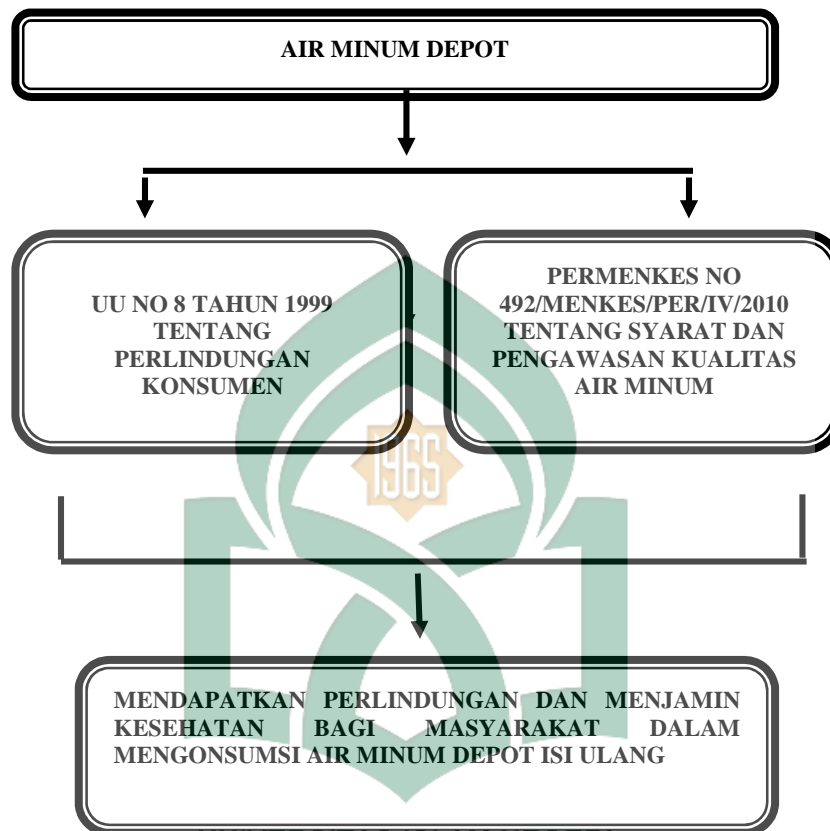 AIR MINUM DEPOT
UU NO 8 TAHUN 1999
TENTANG
PERLINDUNGAN
KONSUMEN
PERMENKES NO
492/MENKES/PER/IV/2010
TENTANG SYARAT DAN
PENGAWASAN KUALITAS
AIR MINUM
1965
MENDAPATKAN PERLINDUNGAN DAN MENJAMIN
KESEHATAN BAGI MASYARAKAT DALAM
MENGONSUMSI AIR MINUM DEPOT ISI ULANG